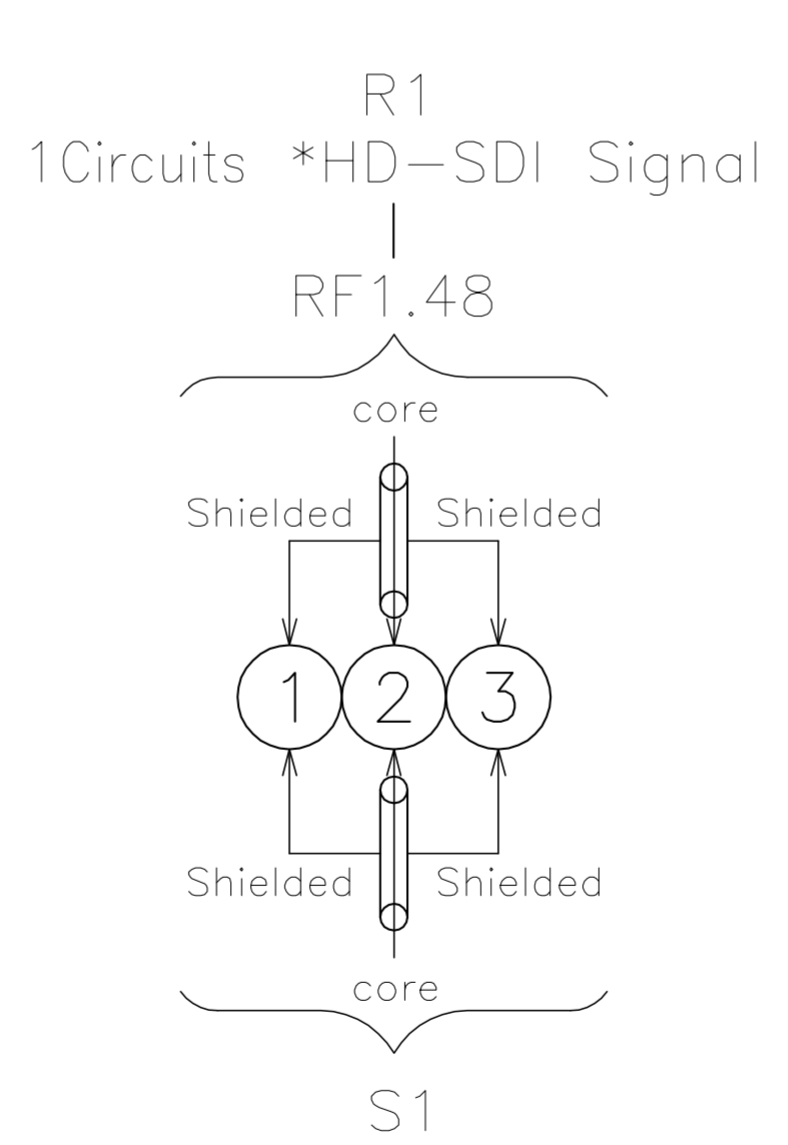 R1
1Circuits *HD-SDI Signal
RF1.48
core
Shielded Shielded
1 2 3
Shielded Shielded
core
S1